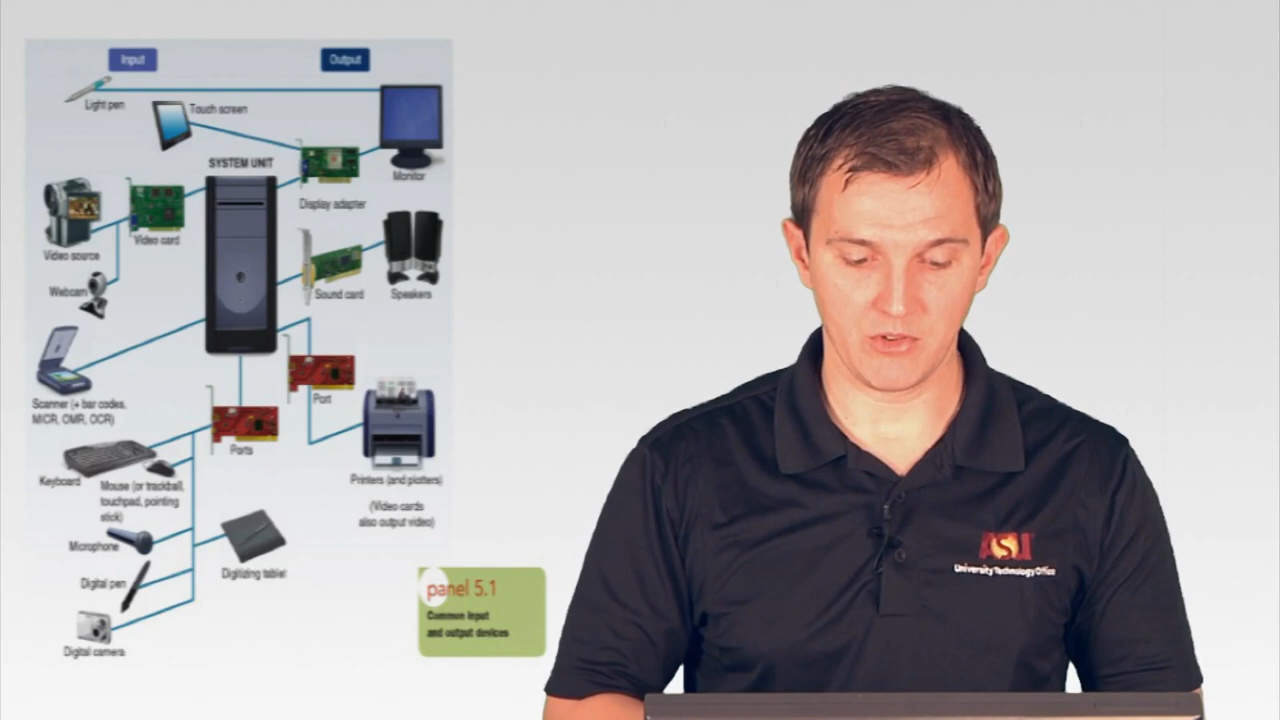 Input
Output
Light pen
Touch screen
SYSTEM UNIT
Monitor
Display adapter
Video card
Video source
Webcam
Sound card
Speakers
Scanner (+ bar codes,
MICR, OMR, OCR)
Port
Ports
Keyboard
Mouse (or trackball,
touchpad, pointing
stick)
Printers (and plotters)
(Video cards
also output video)
Microphone
Digital pen
Digitizing tablet
Digital camera
panel 5.1
Common input
and output devices
ASU
University Technology Office